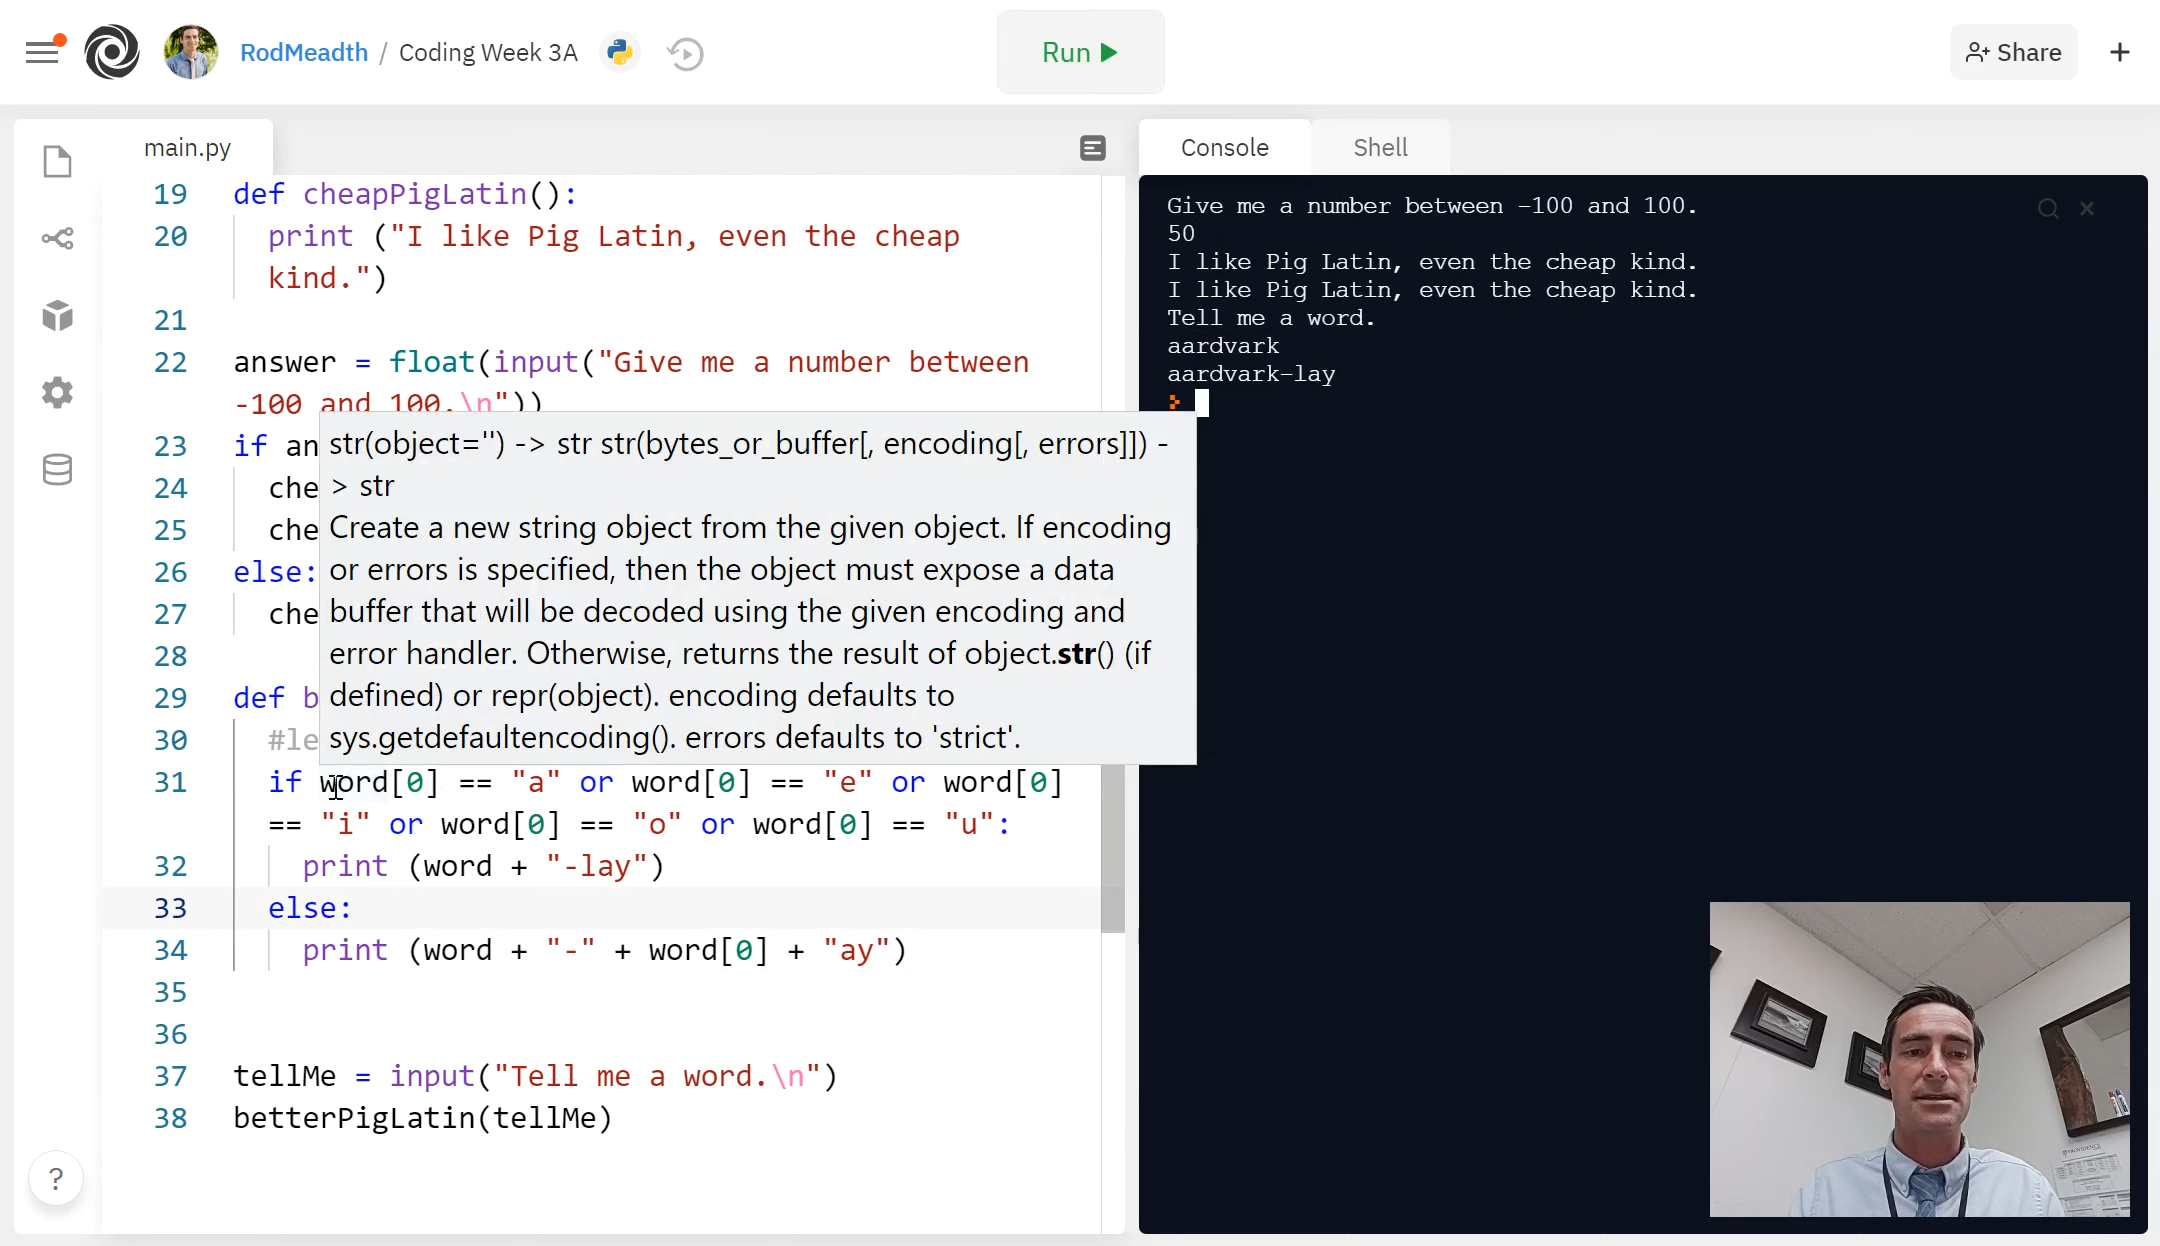 RodMeadth / Coding Week 3A
Run
Share
main.py
19 def cheapPigLatin():
20 print ("I like Pig Latin, even the cheap
kind.")
21
22 answer = float(input("Give me a number between
-100 and 100.\n"))
23 if an
24 che
25 che
26 else:
27 che
28
29 def b
30 #le
31 if word[0] == "a" or word[0] == "e" or word[0]
== "i" or word[0] == "o" or word[0] == "u":
32 print (word + "-lay")
33 else:
34 print (word + "-" + word[0] + "ay")
35
36
37 tellMe = input("Tell me a word.\n")
38 betterPigLatin(tellMe)
str(object='') -> str str(bytes_or_buffer[, encoding[, errors]]) -
> str
Create a new string object from the given object. If encoding
or errors is specified, then the object must expose a data
buffer that will be decoded using the given encoding and
error handler. Otherwise, returns the result of object.str() (if
defined) or repr(object). encoding defaults to
sys.getdefaultencoding(). errors defaults to 'strict'.
?
Console
Shell
Give me a number between -100 and 100.
50
I like Pig Latin, even the cheap kind.
I like Pig Latin, even the cheap kind.
Tell me a word.
aardvark
aardvark-lay
PROVIDENCE